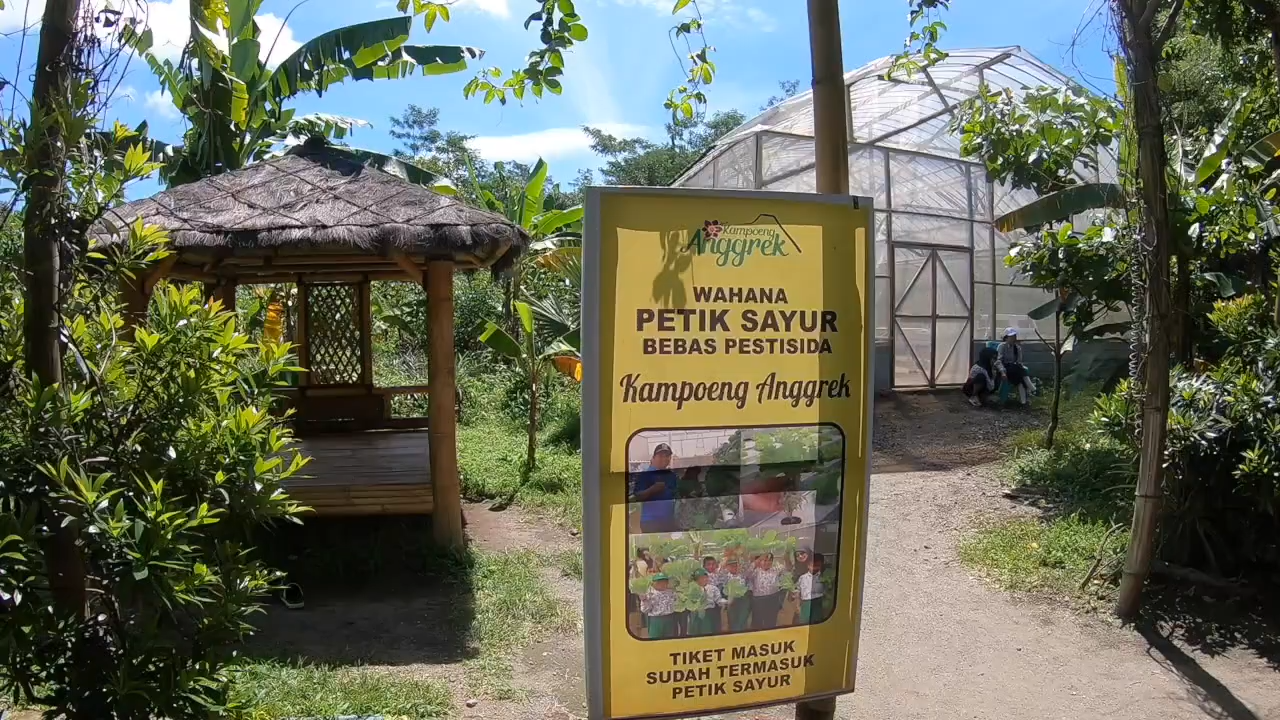 Kampoeng
Anggrek
WAHANA
PETIK SAYUR
BEBAS PESTISIDA
Kampoeng Anggrek
TIKET MASUK
SUDAH TERMASUK
PETIK SAYUR